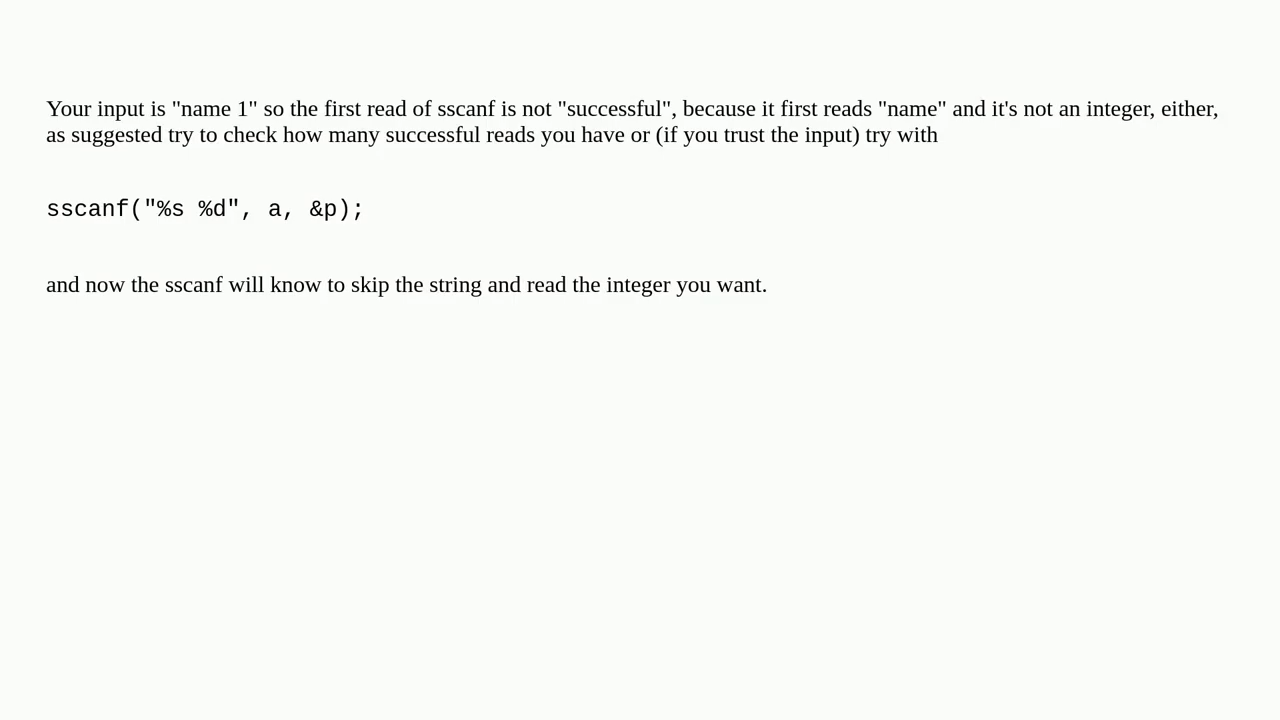 Your input is "name 1" so the first read of sscanf is not "successful", because it first reads "name" and it's not an integer, either,
as suggested try to check how many successful reads you have or (if you trust the input) try with
sscanf("%s %d", a, &p);
and now the sscanf will know to skip the string and read the integer you want.